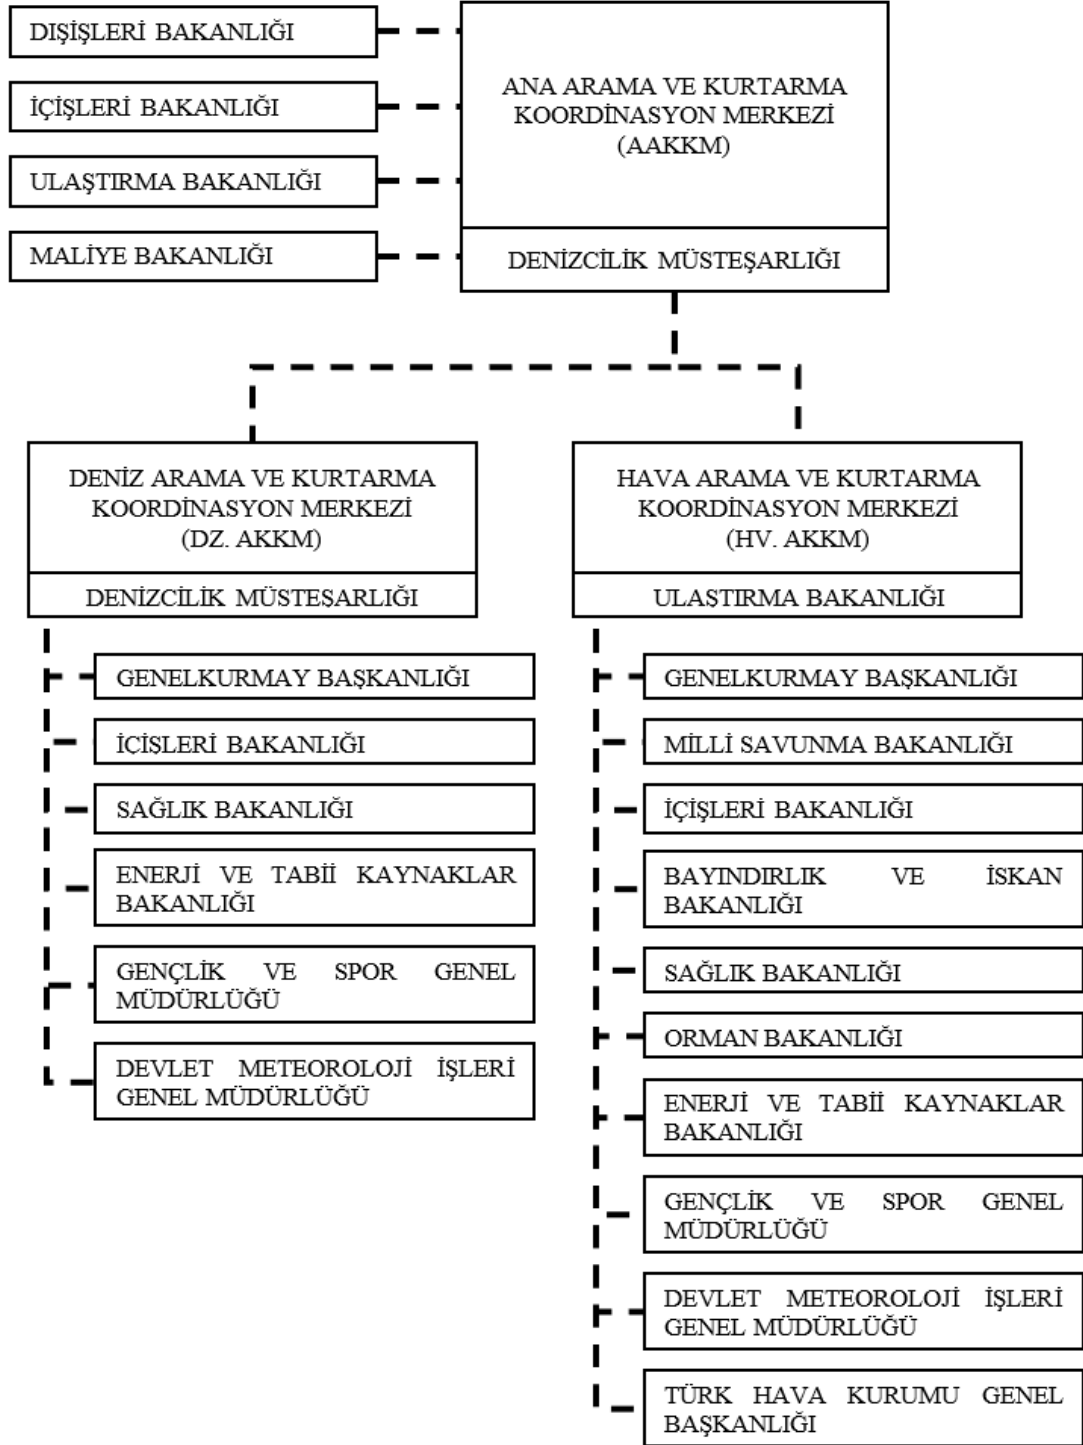 DIŞİŞLERİ BAKANLIĞI
İÇİŞLERİ BAKANLIĞI
ULAŞTIRMA BAKANLIĞI
MALİYE BAKANLIĞI
ANA ARAMA VE KURTARMA
KOORDİNASYON MERKEZİ
(AAKKM)
DENİZCİLİK MÜSTEŞARLIĞI
DENİZ ARAMA VE KURTARMA
KOORDİNASYON MERKEZİ
(DZ. AKKM)
DENİZCİLİK MÜSTEŞARLIĞI
GENELKURMAY BAŞKANLIĞI
İÇİŞLERİ BAKANLIĞI
SAĞLIK BAKANLIĞI
ENERJİ VE TABİİ KAYNAKLAR
BAKANLIĞI
GENÇLİK VE SPOR GENEL
MÜDÜRLÜĞÜ
DEVLET METEOROLOJİ İŞLERİ
GENEL MÜDÜRLÜĞÜ
HAVA ARAMA VE KURTARMA
KOORDİNASYON MERKEZİ
(HV. AKKM)
ULAŞTIRMA BAKANLIĞI
GENELKURMAY BAŞKANLIĞI
MİLLİ SAVUNMA BAKANLIĞI
İÇİŞLERİ BAKANLIĞI
BAYINDIRLIK VE İSKAN
BAKANLIĞI
SAĞLIK BAKANLIĞI
ORMAN BAKANLIĞI
ENERJİ VE TABİİ KAYNAKLAR
BAKANLIĞI
GENÇLİK VE SPOR GENEL
MÜDÜRLÜĞÜ
DEVLET METEOROLOJİ İŞLERİ
GENEL MÜDÜRLÜĞÜ
TÜRK HAVA KURUMU GENEL
BAŞKANLIĞI